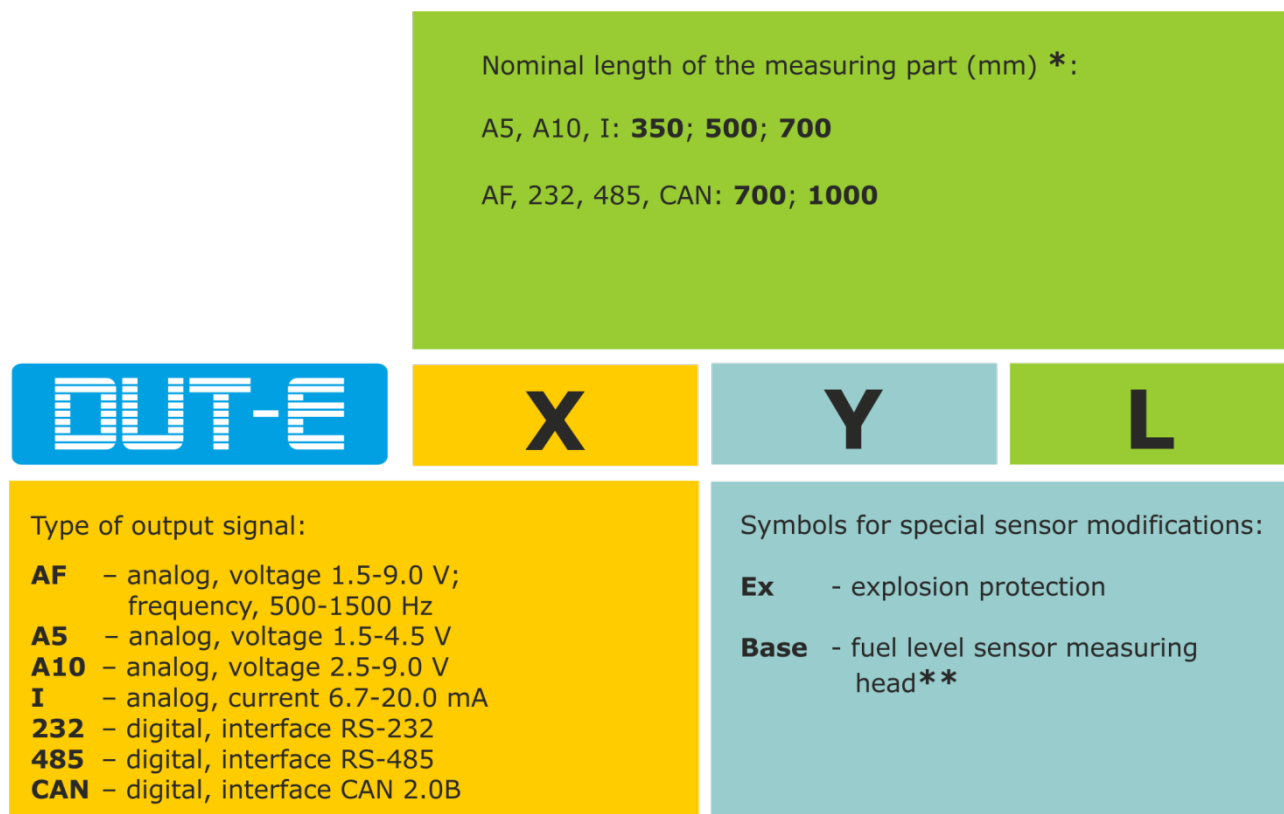 Nominal length of the measuring part (mm) *:
A5, A10, I: 350; 500; 700
AF, 232, 485, CAN: 700; 1000
DUT-E
X
Y
L
Type of output signal:
AF – analog, voltage 1.5-9.0 V;
frequency, 500-1500 Hz
A5 – analog, voltage 1.5-4.5 V
A10 – analog, voltage 2.5-9.0 V
I – analog, current 6.7-20.0 mA
232 – digital, interface RS-232
485 – digital, interface RS-485
CAN – digital, interface CAN 2.0B
Symbols for special sensor modifications:
Ex - explosion protection
Base - fuel level sensor measuring
head**